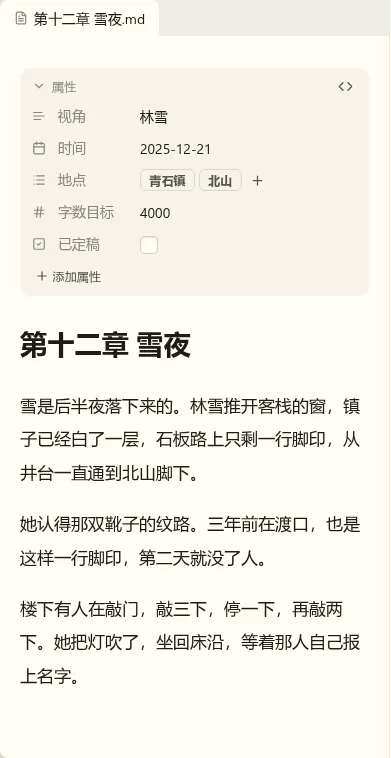 第十二章 雪夜.md
属性
视角 林雪
时间 2025-12-21
地点 青石镇 北山 +
字数目标 4000
已定稿
+ 添加属性
第十二章 雪夜
雪是后半夜落下来的。林雪推开客栈的窗，镇
子已经白了一层，石板路上只剩一行脚印，从
井台一直通到北山脚下。
她认得那双靴子的纹路。三年前在渡口，也是
这样一行脚印，第二天就没了人。
楼下有人在敲门，敲三下，停一下，再敲两
下。她把灯吹了，坐回床沿，等着那人自己报
上名字。